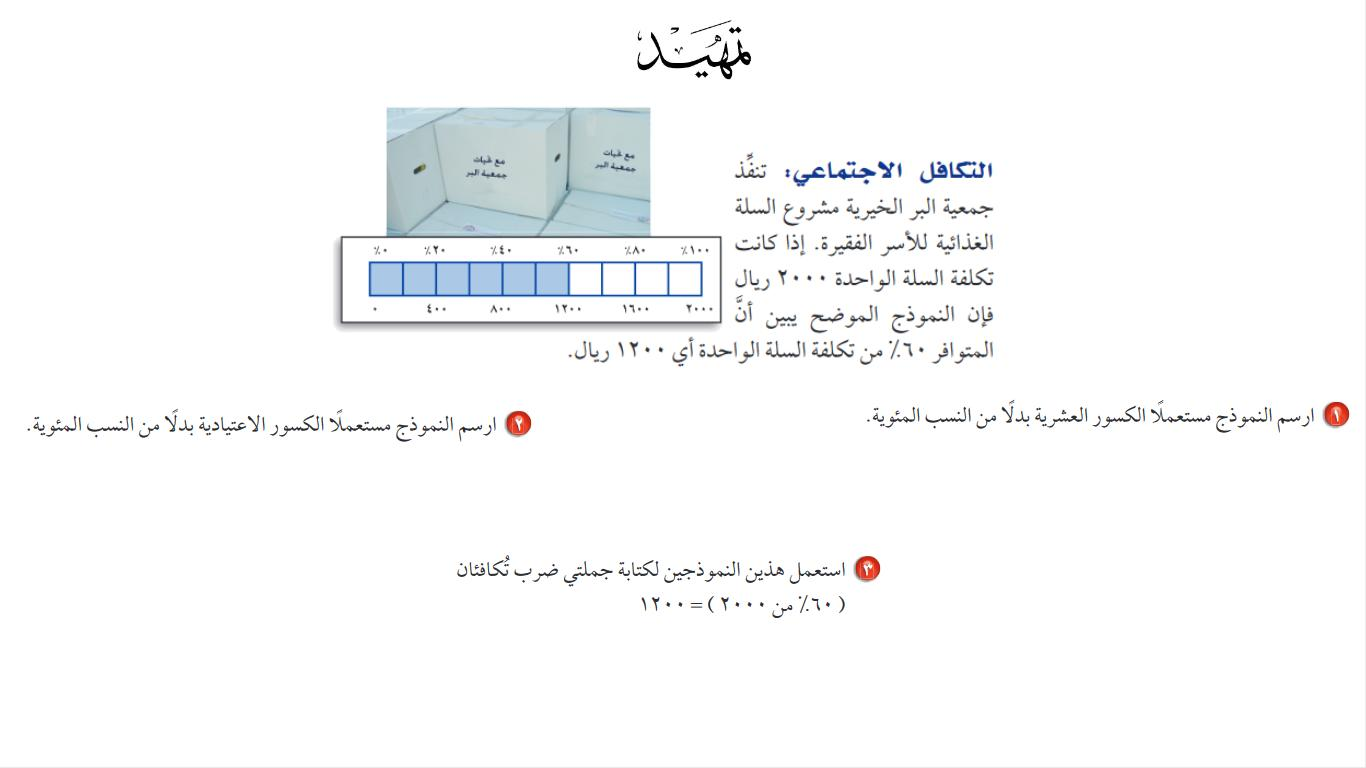 تمهيد
مع تحيات
جمعية البر
مع تحيات
جمعية البر
التكافل الاجتماعي: تنفِّذ
جمعية البر الخيرية مشروع السلة
الغذائية للأسر الفقيرة. إذا كانت
تكلفة السلة الواحدة ٢٠٠٠ ريال
فإن النموذج الموضح يبين أنَّ
المتوافر ٦٠٪ من تكلفة السلة الواحدة أي ١٢٠٠ ريال.
٪٠ ٪٢٠ ٪٤٠ ٪٦٠ ٪٨٠ ٪١٠٠
٠ ٤٠٠ ٨٠٠ ١٢٠٠ ١٦٠٠ ٢٠٠٠
١ ارسم النموذج مستعملًا الكسور العشرية بدلًا من النسب المئوية.
٢ ارسم النموذج مستعملًا الكسور الاعتيادية بدلًا من النسب المئوية.
٣ استعمل هذين النموذجين لكتابة جملتي ضرب تُكافئان
( ٦٠٪ من ٢٠٠٠ ) = ١٢٠٠